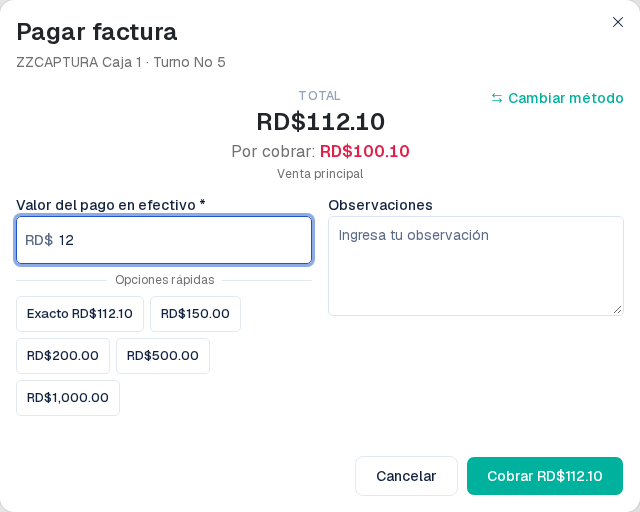 Pagar factura
ZZCAPTURA Caja 1 · Turno No 5
TOTAL
Cambiar método
RD$112.10
Por cobrar: RD$100.10
Venta principal
Valor del pago en efectivo *
Observaciones
RD$ 12
Ingresa tu observación
Opciones rápidas
Exacto RD$112.10
RD$150.00
RD$200.00
RD$500.00
RD$1,000.00
Cancelar
Cobrar RD$112.10